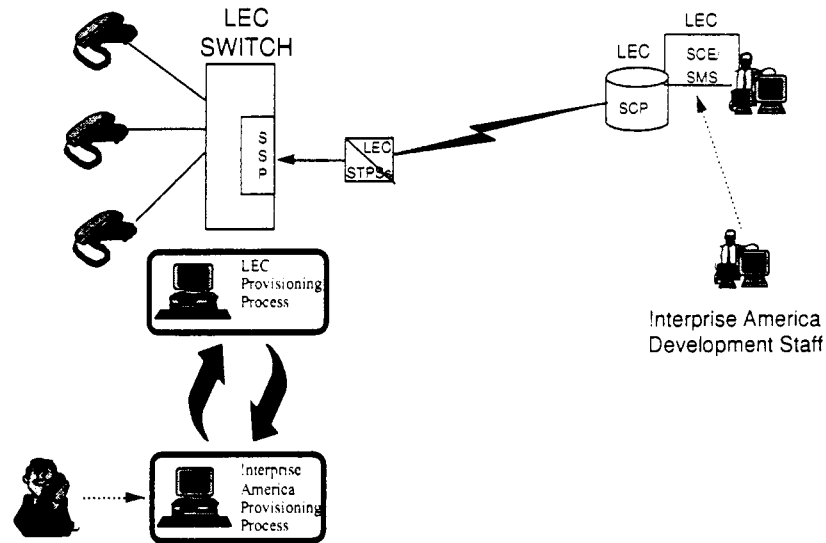 LEC
SWITCH
S
S
P
LEC
STPSs
LEC
SCP
LEC
SCE/
SMS
Interprise America
Development Staff
LEC
Provisioning
Process
Interprise
America
Provisioning
Process